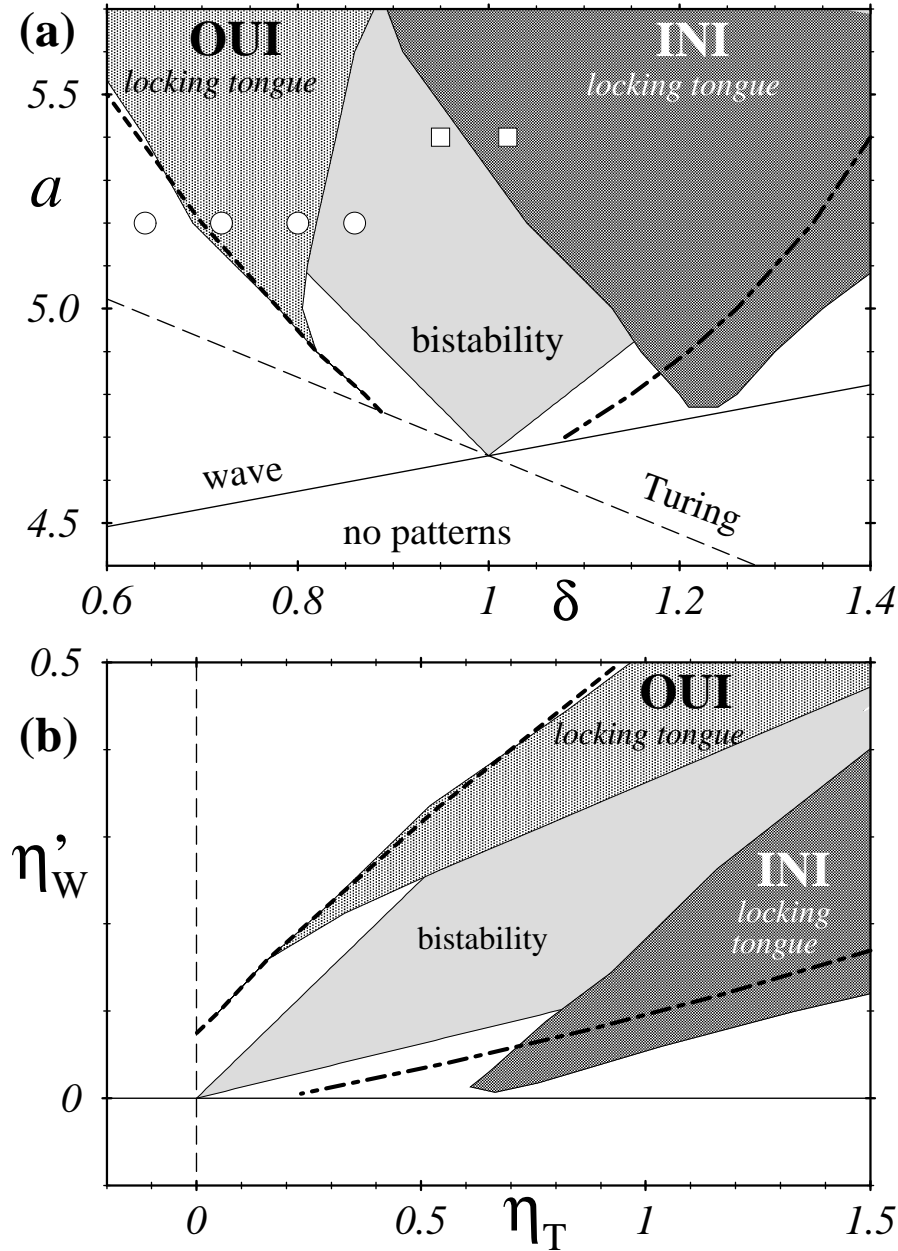 (a)
OUI
locking tongue
INI
locking tongue
5.5
a
5.0
bistability
wave
Turing
4.5
no patterns
0.6
0.8
1
δ
1.2
1.4
0.5
(b)
OUI
locking tongue
η'W
INI
locking
tongue
bistability
0
0
0.5
ηT
1
1.5